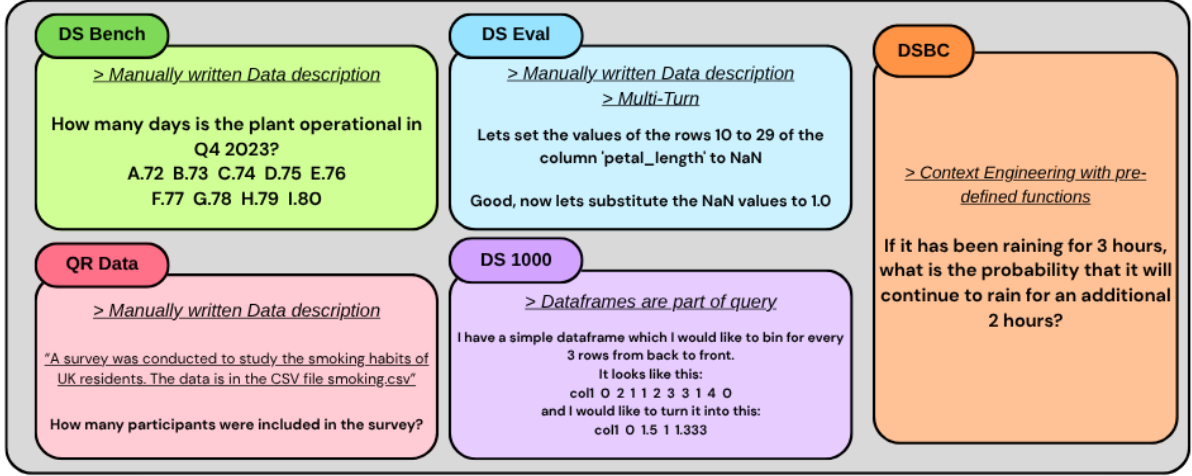 DS Bench
> Manually written Data description
How many days is the plant operational in
Q4 2023?
A.72 B.73 C.74 D.75 E.76
F.77 G.78 H.79 I.80
DS Eval
> Manually written Data description
> Multi-Turn
Lets set the values of the rows 10 to 29 of the
column 'petal_length' to NaN
Good, now lets substitute the NaN values to 1.0
DSBC
> Context Engineering with pre-
defined functions
If it has been raining for 3 hours,
what is the probability that it will
continue to rain for an additional
2 hours?
QR Data
> Manually written Data description
"A survey was conducted to study the smoking habits of
UK residents. The data is in the CSV file smoking.csv"
How many participants were included in the survey?
DS 1000
> Dataframes are part of query
I have a simple dataframe which I would like to bin for every
3 rows from back to front.
It looks like this:
col1 0 2 1 1 2 3 3 1 4 0
and I would like to turn it into this:
col1 0 1.5 1 1.333